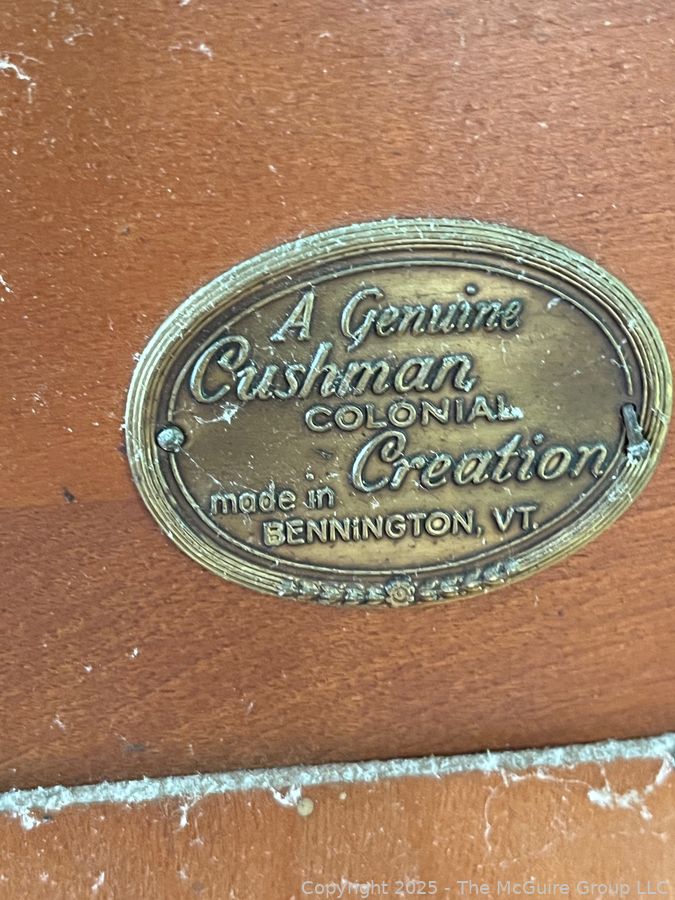 A Genuine
Cushman
COLONIAL
Creation
made in
BENNINGTON, VT.
Copyright 2025 - The McGuire Group LLC